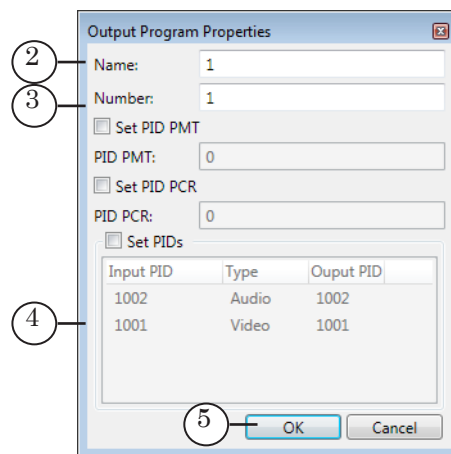 Output Program Properties
2 Name: 1
3 Number: 1
Set PID PMT
PID PMT: 0
Set PID PCR
PID PCR: 0
Set PIDs
Input PID Type Ouput PID
1002 Audio 1002
4 1001 Video 1001
5 OK Cancel